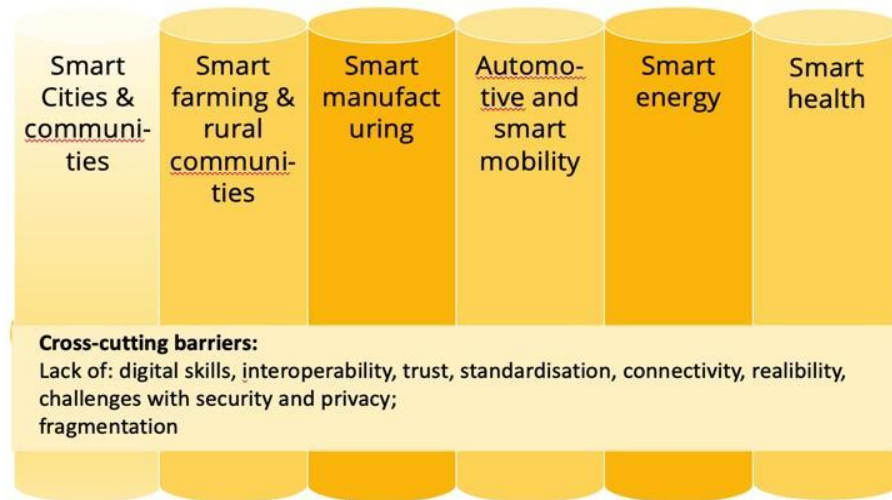 Smart
Cities &
communi-
ties
Smart
farming &
rural
communi-
ties
Smart
manufact
uring
Automo-
tive and
smart
mobility
Smart
energy
Smart
health
Cross-cutting barriers:
Lack of: digital skills, interoperability, trust, standardisation, connectivity, realibility,
challenges with security and privacy;
fragmentation